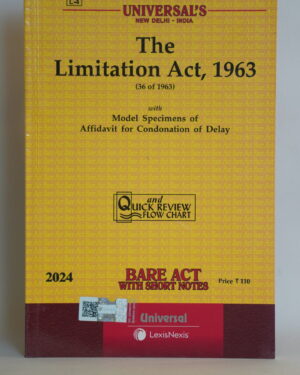 L-4
UNIVERSAL'S
NEW DELHI - INDIA
The
Limitation Act, 1963
(36 of 1963)
with
Model Specimens of
Affidavit for Condonation of Delay
and
QUICK REVIEW
FLOW CHART
2024
BARE ACT
WITH SHORT NOTES
Price ₹ 110
Universal
LexisNexis